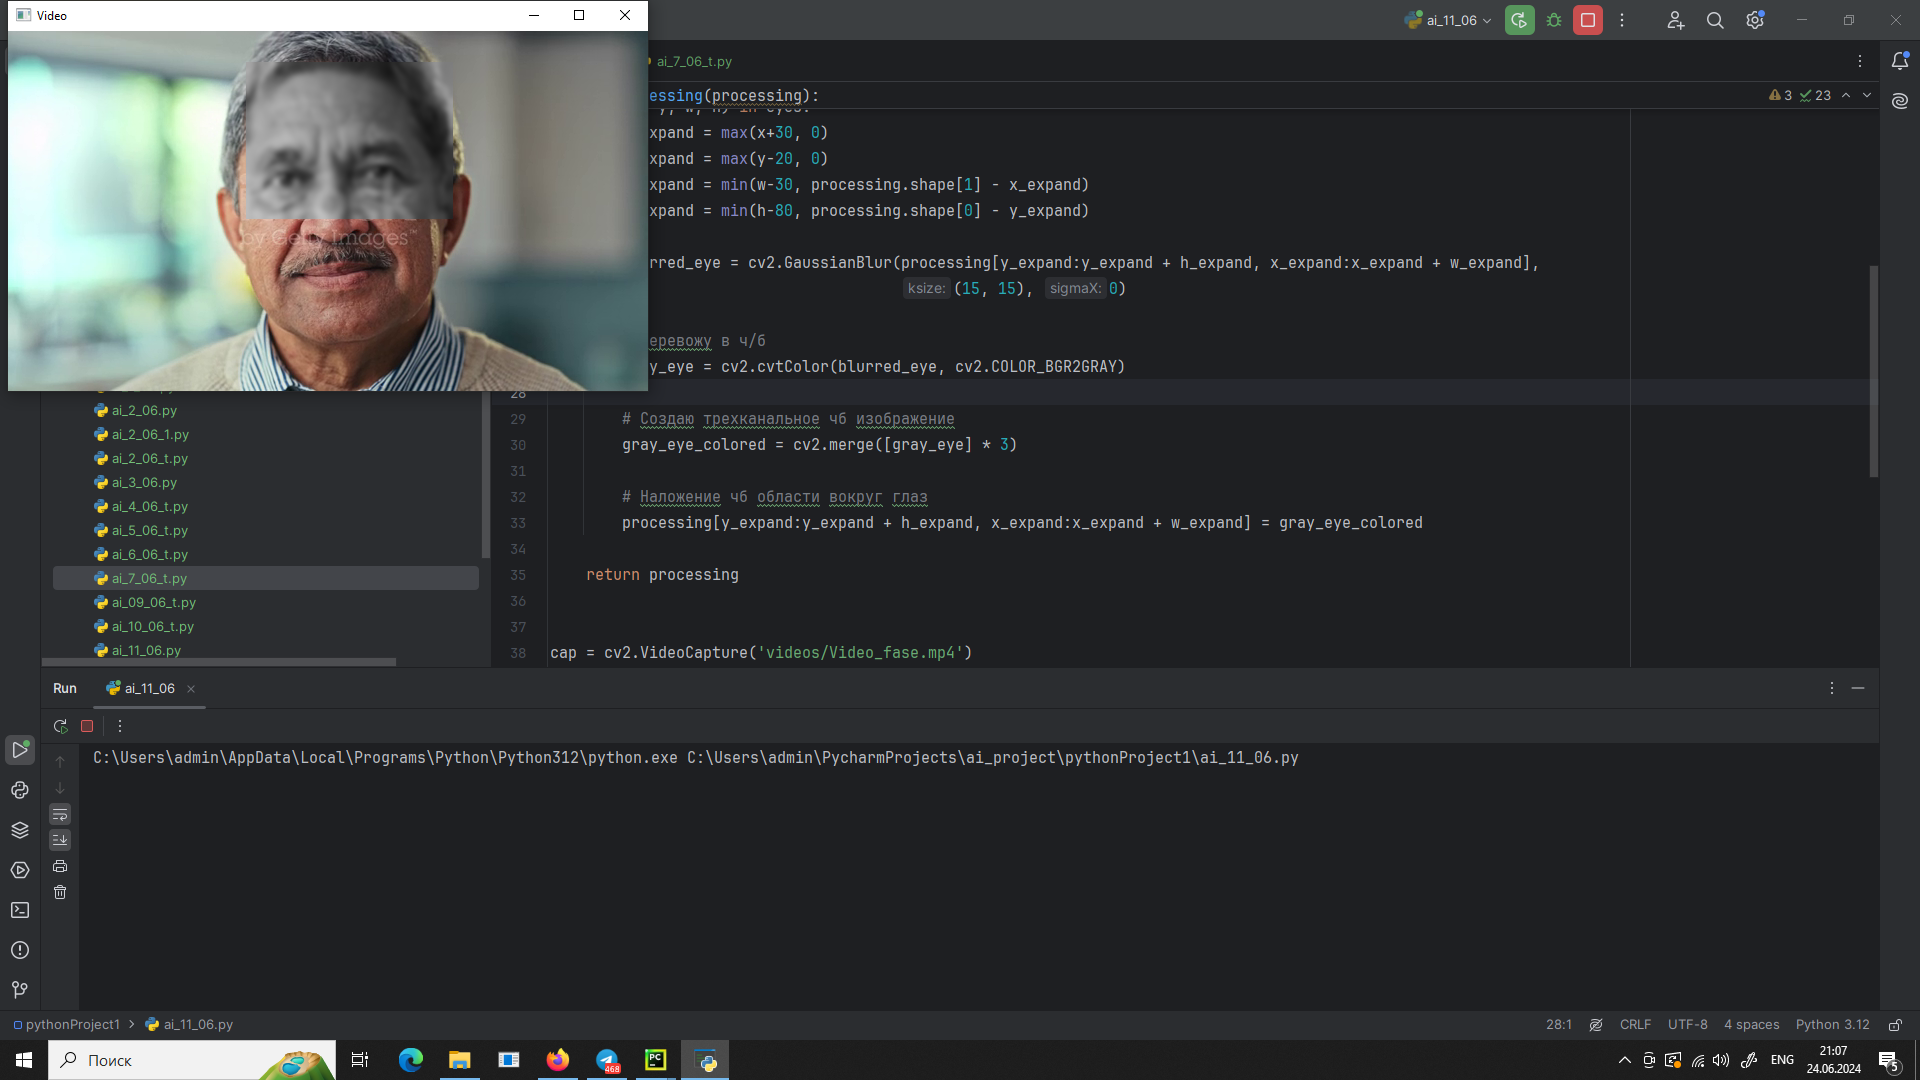 Video
by Getty Images™
ai_11_06
ai_7_06_t.py
essing(processing):
3 23
xpand = max(x+30, 0)
xpand = max(y-20, 0)
xpand = min(w-30, processing.shape[1] - x_expand)
xpand = min(h-80, processing.shape[0] - y_expand)
rred_eye = cv2.GaussianBlur(processing[y_expand:y_expand + h_expand, x_expand:x_expand + w_expand],
ksize: (15, 15), sigmaX: 0)
еревожу в ч/б
y_eye = cv2.cvtColor(blurred_eye, cv2.COLOR_BGR2GRAY)
28
29 # Создаю трехканальное чб изображение
30 gray_eye_colored = cv2.merge([gray_eye] * 3)
31
32 # Наложение чб области вокруг глаз
33 processing[y_expand:y_expand + h_expand, x_expand:x_expand + w_expand] = gray_eye_colored
34
35 return processing
36
37
38 cap = cv2.VideoCapture('videos/Video_fase.mp4')
ai_2_06.py
ai_2_06_1.py
ai_2_06_t.py
ai_3_06.py
ai_4_06_t.py
ai_5_06_t.py
ai_6_06_t.py
ai_7_06_t.py
ai_09_06_t.py
ai_10_06_t.py
ai_11_06.py
Run ai_11_06
C:\Users\admin\AppData\Local\Programs\Python\Python312\python.exe C:\Users\admin\PycharmProjects\ai_project\pythonProject1\ai_11_06.py
pythonProject1 > ai_11_06.py
28:1 CRLF UTF-8 4 spaces Python 3.12
Поиск
468
PC
ENG
21:07
24.06.2024
5